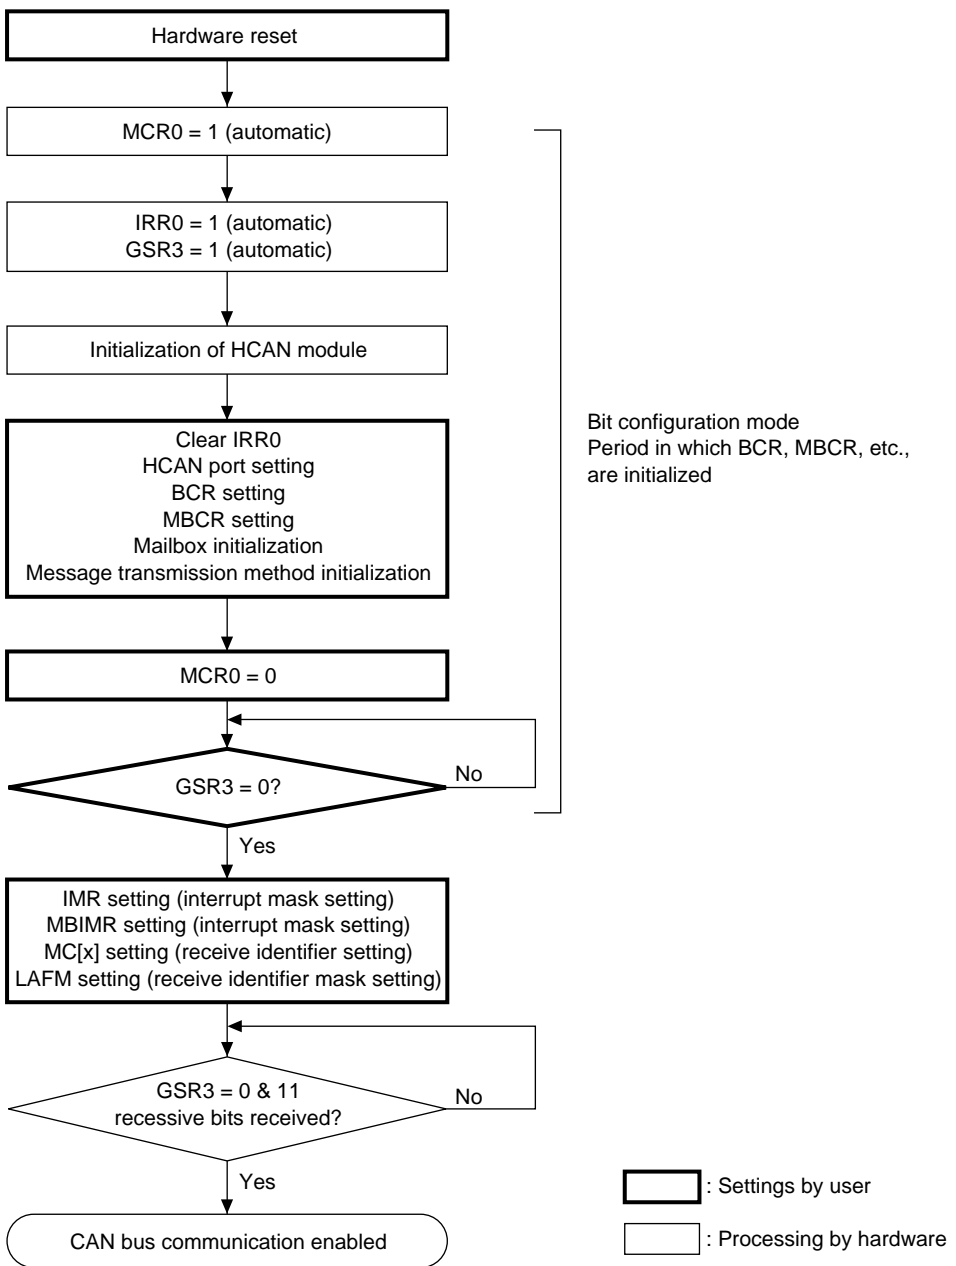 Hardware reset
MCR0 = 1 (automatic)
IRR0 = 1 (automatic)
GSR3 = 1 (automatic)
Initialization of HCAN module
Clear IRR0
HCAN port setting
BCR setting
MBCR setting
Mailbox initialization
Message transmission method initialization
Bit configuration mode
Period in which BCR, MBCR, etc.,
are initialized
MCR0 = 0
GSR3 = 0?
No
Yes
IMR setting (interrupt mask setting)
MBIMR setting (interrupt mask setting)
MC[x] setting (receive identifier setting)
LAFM setting (receive identifier mask setting)
GSR3 = 0 & 11
recessive bits received?
No
Yes
CAN bus communication enabled
: Settings by user
: Processing by hardware